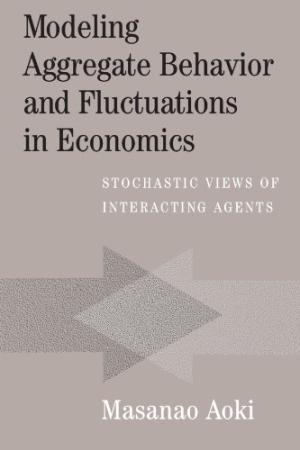 Modeling
Aggregate Behavior
and Fluctuations
in Economics
STOCHASTIC VIEWS OF
INTERACTING AGENTS
Masanao Aoki